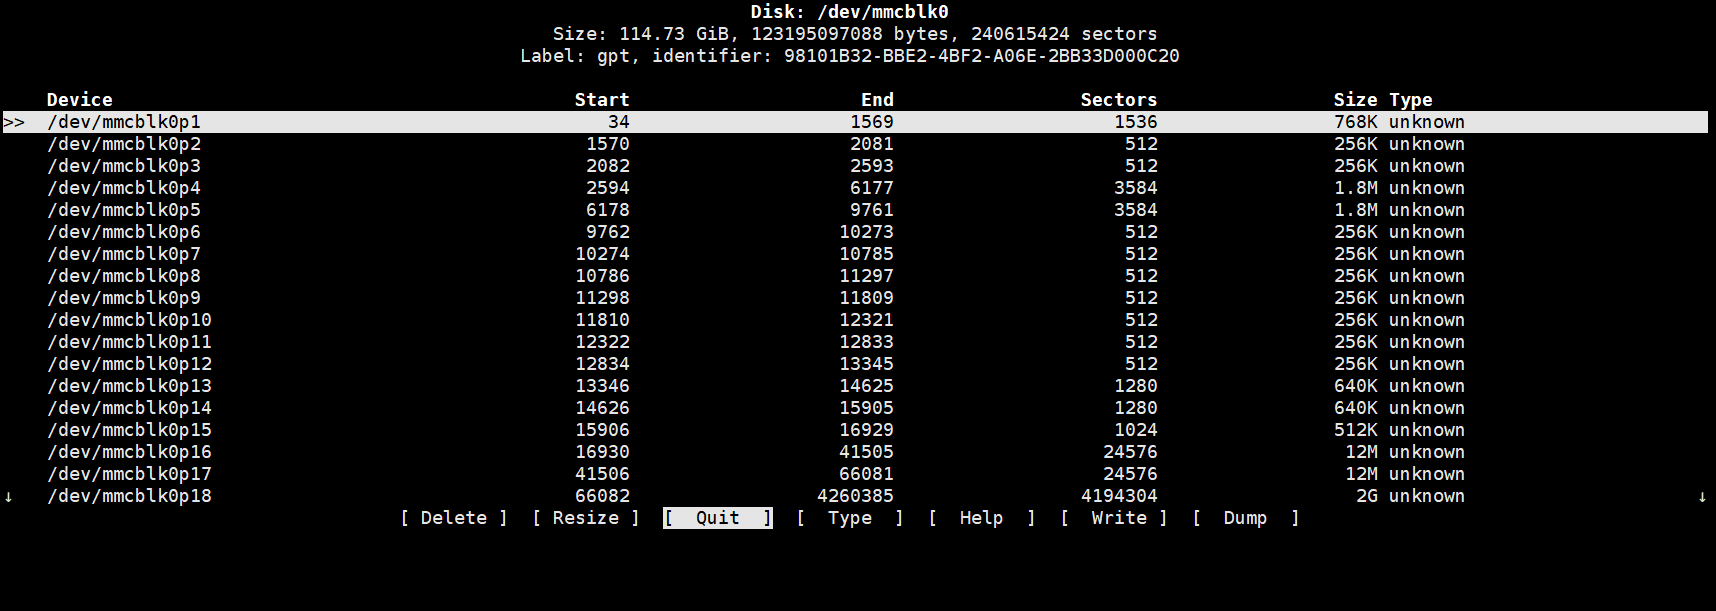 Disk: /dev/mmcblk0
Size: 114.73 GiB, 123195097088 bytes, 240615424 sectors
Label: gpt, identifier: 98101B32-BBE2-4BF2-A06E-2BB33D000C20
Device Start End Sectors Size Type
>> /dev/mmcblk0p1 34 1569 1536 768K unknown
/dev/mmcblk0p2 1570 2081 512 256K unknown
/dev/mmcblk0p3 2082 2593 512 256K unknown
/dev/mmcblk0p4 2594 6177 3584 1.8M unknown
/dev/mmcblk0p5 6178 9761 3584 1.8M unknown
/dev/mmcblk0p6 9762 10273 512 256K unknown
/dev/mmcblk0p7 10274 10785 512 256K unknown
/dev/mmcblk0p8 10786 11297 512 256K unknown
/dev/mmcblk0p9 11298 11809 512 256K unknown
/dev/mmcblk0p10 11810 12321 512 256K unknown
/dev/mmcblk0p11 12322 12833 512 256K unknown
/dev/mmcblk0p12 12834 13345 512 256K unknown
/dev/mmcblk0p13 13346 14625 1280 640K unknown
/dev/mmcblk0p14 14626 15905 1280 640K unknown
/dev/mmcblk0p15 15906 16929 1024 512K unknown
/dev/mmcblk0p16 16930 41505 24576 12M unknown
/dev/mmcblk0p17 41506 66081 24576 12M unknown
↓ /dev/mmcblk0p18 66082 4260385 4194304 2G unknown ↓
[ Delete ] [ Resize ] [ Quit ] [ Type ] [ Help ] [ Write ] [ Dump ]